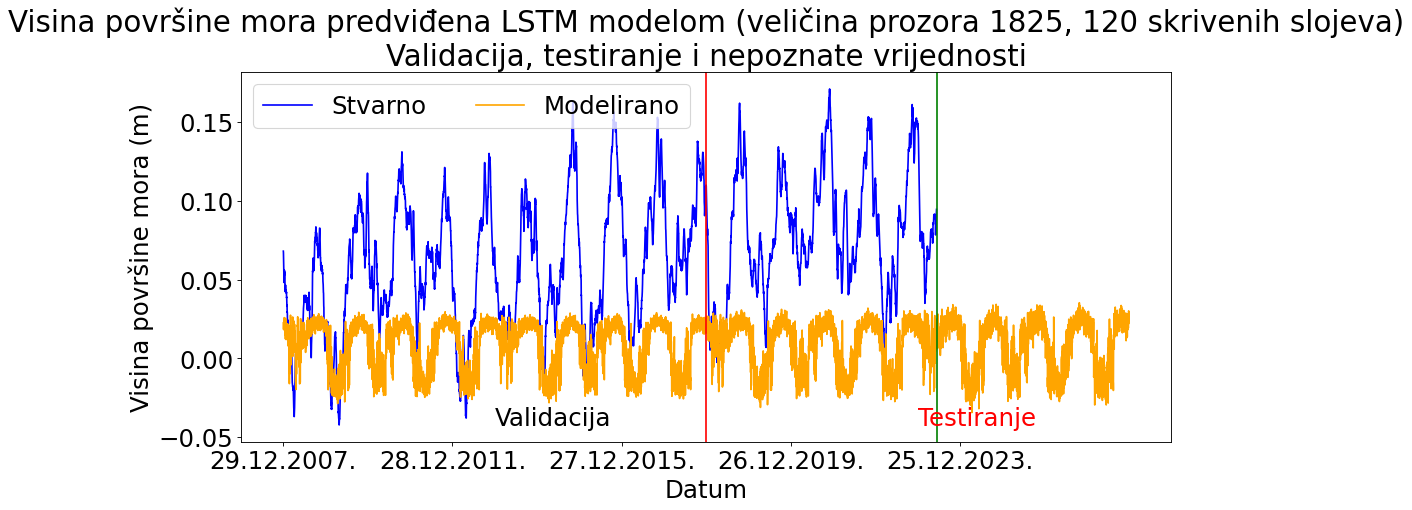 Visina površine mora predviđena LSTM modelom (veličina prozora 1825, 120 skrivenih slojeva)
Validacija, testiranje i nepoznate vrijednosti
Stvarno
Modelirano
Visina površine mora (m)
0.15
0.10
0.05
0.00
−0.05
Validacija
Testiranje
29.12.2007.
28.12.2011.
27.12.2015.
26.12.2019.
25.12.2023.
Datum